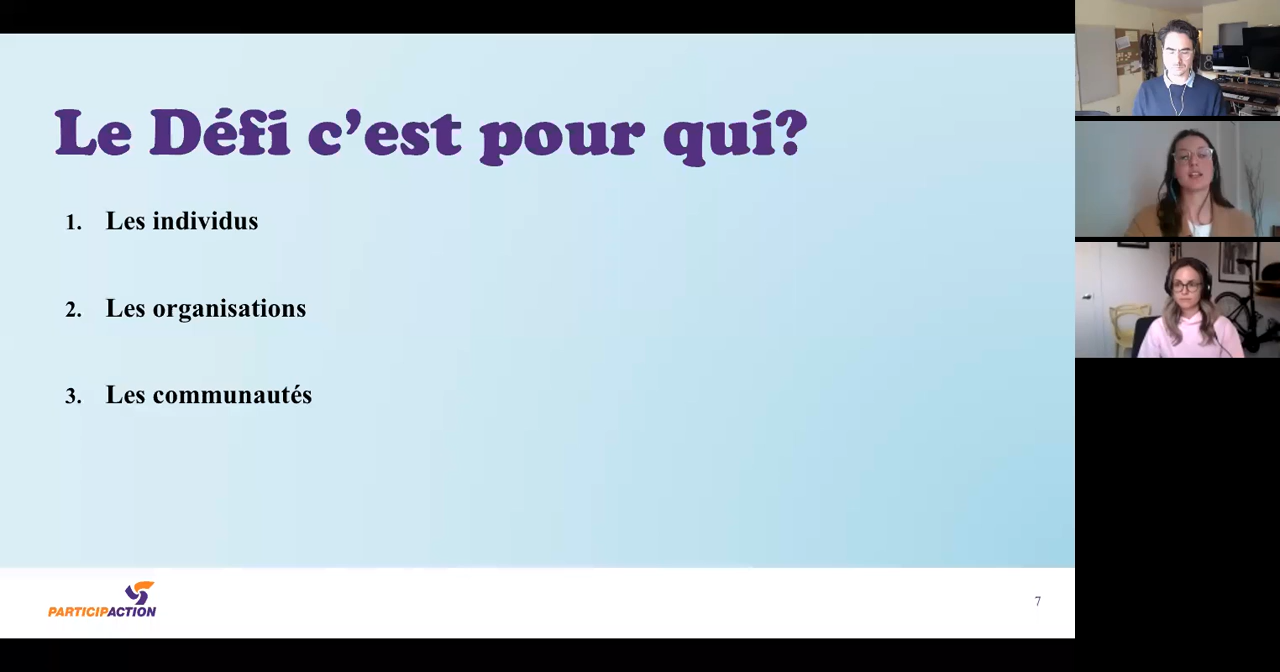 Le Défi c’est pour qui?
1. Les individus
2. Les organisations
3. Les communautés
PARTICIPACTION
7